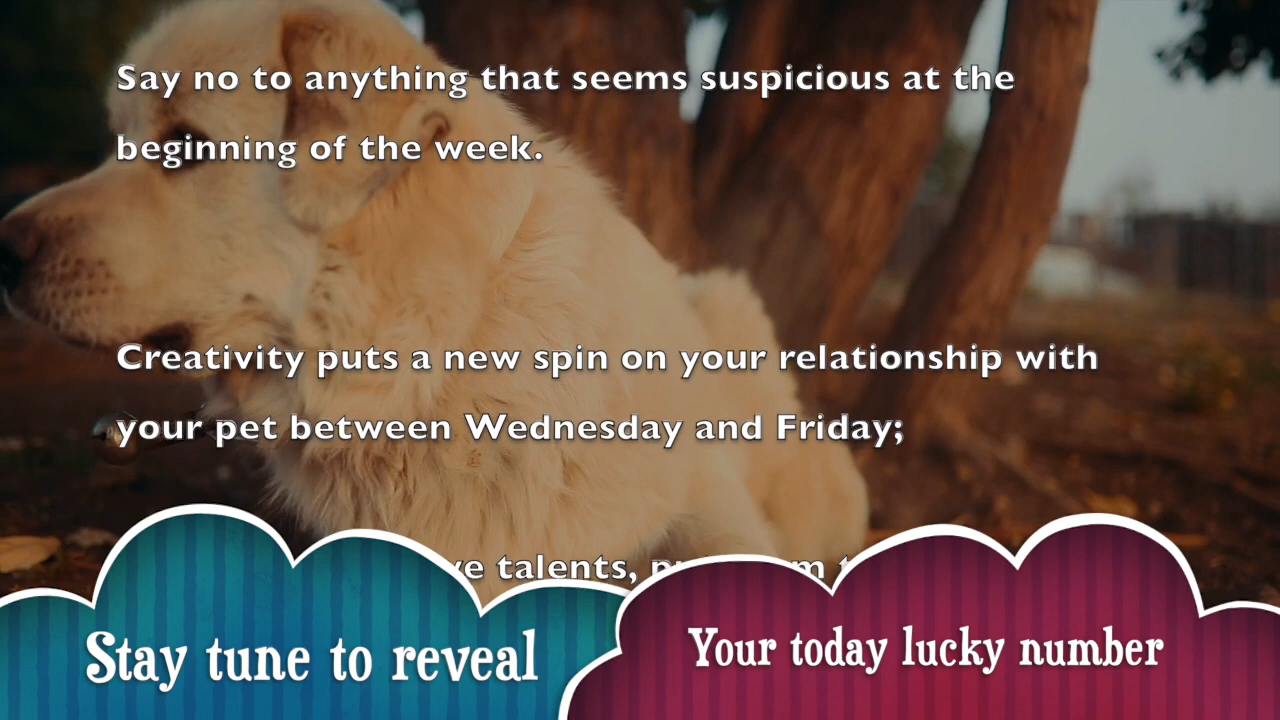 Say no to anything that seems suspicious at the
beginning of the week.
Creativity puts a new spin on your relationship with
your pet between Wednesday and Friday;
talents,
Stay tune to reveal
Your today lucky number